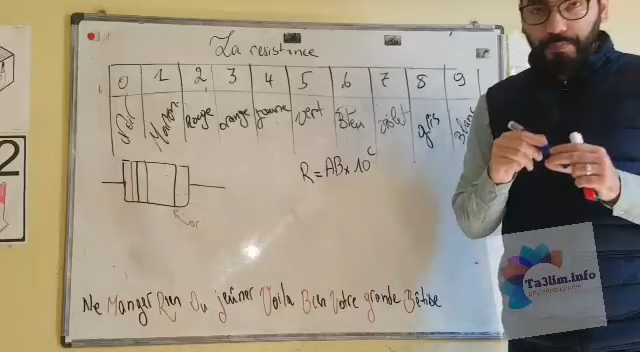 La resistance
0 1 2 3 4 5 6 7 8 9
Noir Marron Rouge orange jaune vert Bleu violet gris Blanc
R = AB x 10^C
or
Ne Manger Rien Ou jeûner Voila Bien Votre grande Bêtise
Ta3lim.info
2